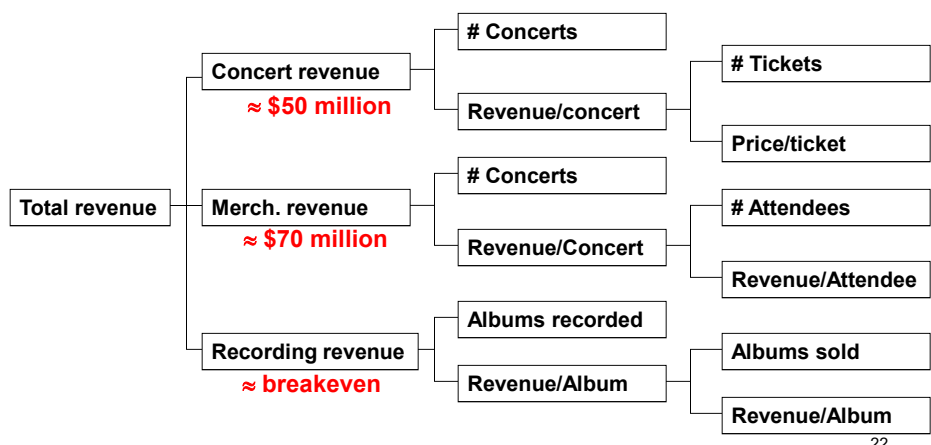 # Concerts
Concert revenue
# Tickets
≈ $50 million
Revenue/concert
Price/ticket
# Concerts
Total revenue
Merch. revenue
# Attendees
≈ $70 million
Revenue/Concert
Revenue/Attendee
Albums recorded
Recording revenue
Albums sold
≈ breakeven
Revenue/Album
Revenue/Album
22